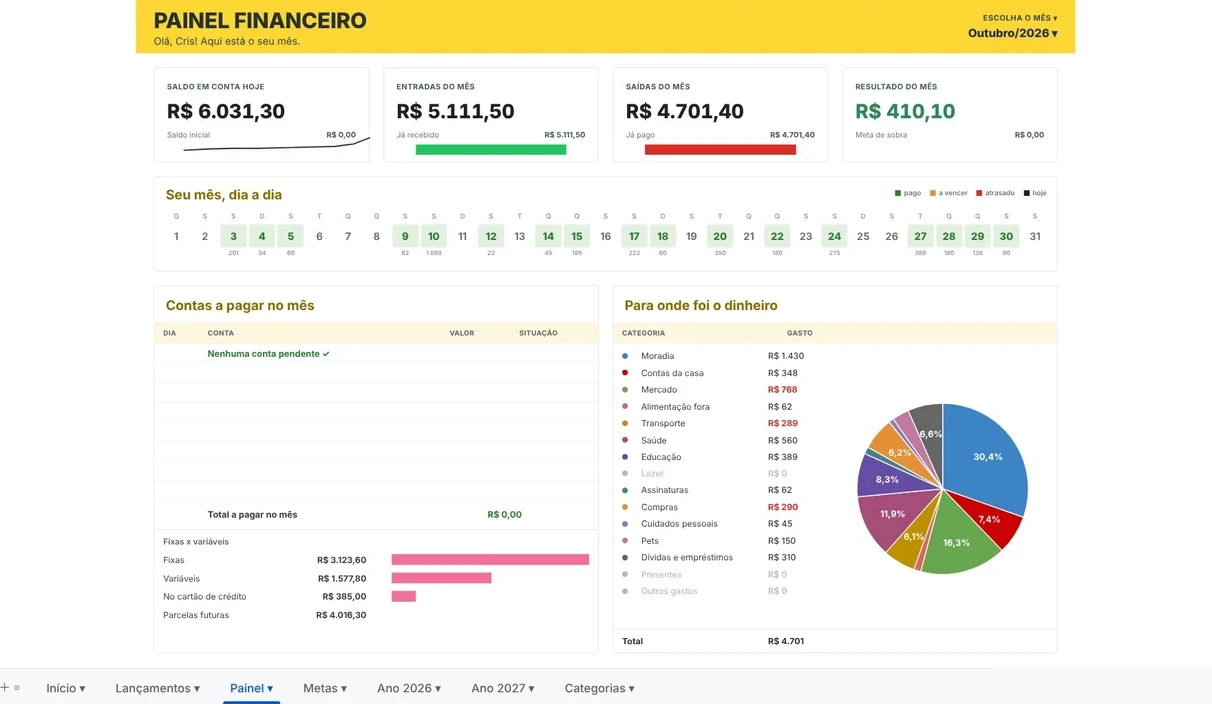 PAINEL FINANCEIRO
Olá, Cris! Aqui está o seu mês.
ESCOLHA O MÊS ▾
Outubro/2026 ▾
SALDO EM CONTA HOJE
R$ 6.031,30
Saldo inicial R$ 0,00
ENTRADAS DO MÊS
R$ 5.111,50
Já recebido R$ 5.111,50
SAÍDAS DO MÊS
R$ 4.701,40
Já pago R$ 4.701,40
RESULTADO DO MÊS
R$ 410,10
Meta de sobra R$ 0,00
Seu mês, dia a dia
pago a vencer atrasado hoje
Q S S D S T Q Q S S D S T Q Q S S D S T Q Q S S D S T Q Q S S
1 2 3 4 5 6 7 8 9 10 11 12 13 14 15 16 17 18 19 20 21 22 23 24 25 26 27 28 29 30 31
201 34 60 62 1.898 22 45 195 223 60 350 180 275 389 190 138 90
Contas a pagar no mês
DIA CONTA VALOR SITUAÇÃO
Nenhuma conta pendente ✓
Total a pagar no mês R$ 0,00
Fixas x variáveis
Fixas R$ 3.123,60
Variáveis R$ 1.577,80
No cartão de crédito R$ 385,00
Parcelas futuras R$ 4.016,30
Para onde foi o dinheiro
CATEGORIA GASTO
Moradia R$ 1.430
Contas da casa R$ 348
Mercado R$ 768
Alimentação fora R$ 62
Transporte R$ 289
Saúde R$ 560
Educação R$ 389
Lazer R$ 0
Assinaturas R$ 62
Compras R$ 290
Cuidados pessoais R$ 45
Pets R$ 150
Dívidas e empréstimos R$ 310
Presentes R$ 0
Outros gastos R$ 0
Total R$ 4.701
30,4%
7,4%
16,3%
6,1%
11,9%
8,3%
6,2%
6,6%
Início ▾ Lançamentos ▾ Painel ▾ Metas ▾ Ano 2026 ▾ Ano 2027 ▾ Categorias ▾